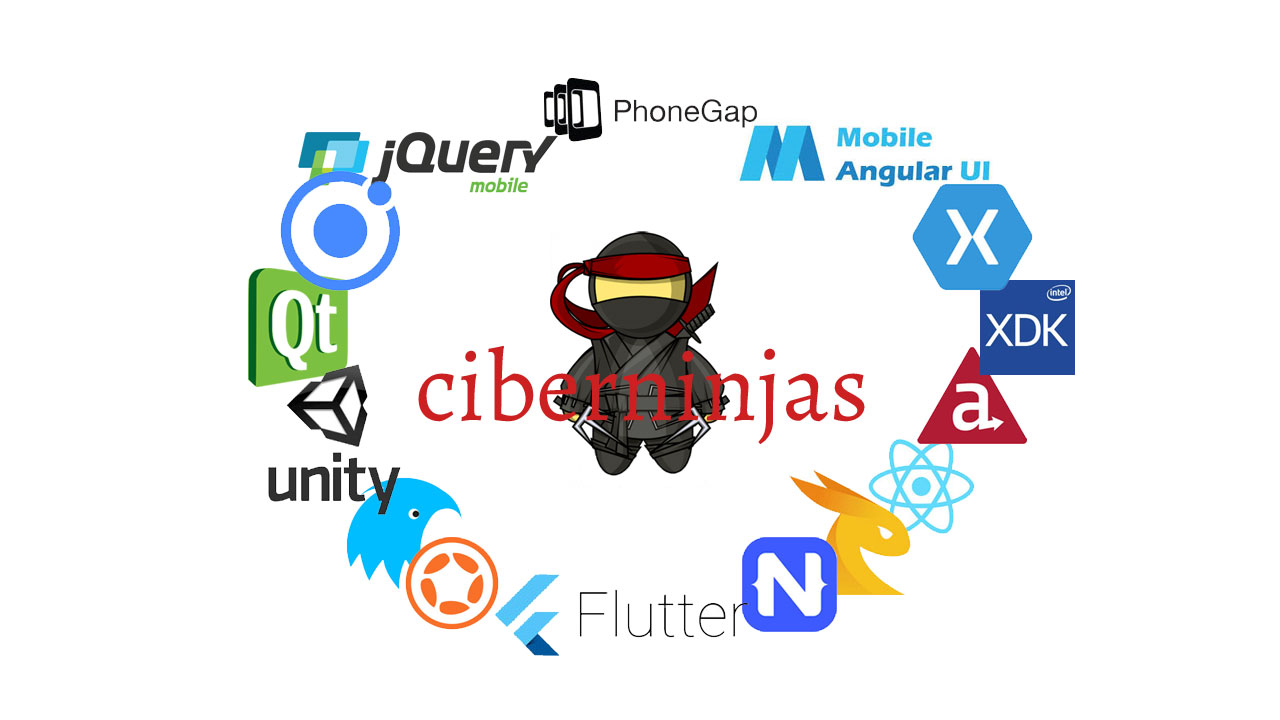 PhoneGap
jQuery
mobile
Mobile
Angular UI
X
intel
XDK
Qt
ciberninjas
a
unity
N
Flutter